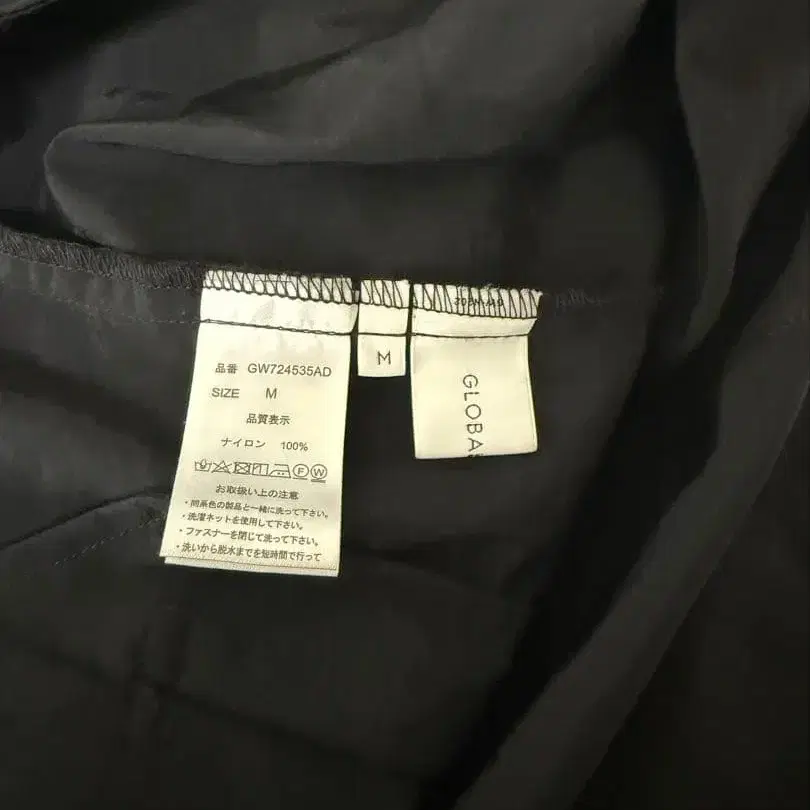 品番 GW724535AD
SIZE M
品質表示
ナイロン 100%
お取扱い上の注意
・同系色の製品と一緒に洗って下さい。
・洗濯ネットを使用して下さい。
・ファスナーを閉じて洗って下さい。
・洗いから脱水までを短時間で行って
M
GLOBA